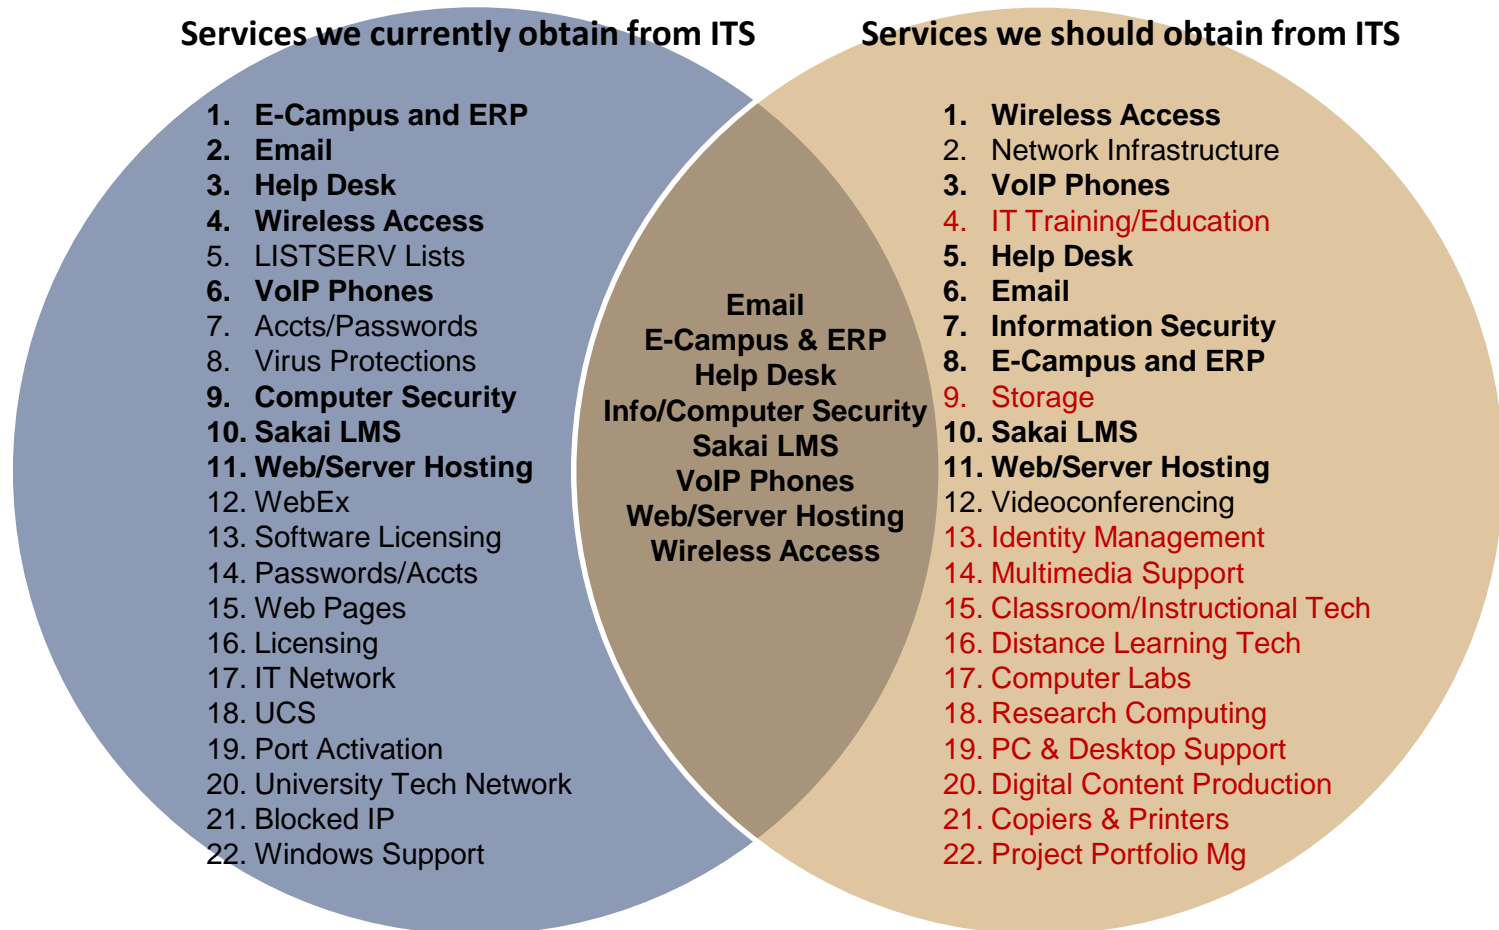 Services we currently obtain from ITS
1. E-Campus and ERP
2. Email
3. Help Desk
4. Wireless Access
5. LISTSERV Lists
6. VoIP Phones
7. Accts/Passwords
8. Virus Protections
9. Computer Security
10. Sakai LMS
11. Web/Server Hosting
12. WebEx
13. Software Licensing
14. Passwords/Accts
15. Web Pages
16. Licensing
17. IT Network
18. UCS
19. Port Activation
20. University Tech Network
21. Blocked IP
22. Windows Support
Email
E-Campus & ERP
Help Desk
Info/Computer Security
Sakai LMS
VoIP Phones
Web/Server Hosting
Wireless Access
Services we should obtain from ITS
1. Wireless Access
2. Network Infrastructure
3. VoIP Phones
4. IT Training/Education
5. Help Desk
6. Email
7. Information Security
8. E-Campus and ERP
9. Storage
10. Sakai LMS
11. Web/Server Hosting
12. Videoconferencing
13. Identity Management
14. Multimedia Support
15. Classroom/Instructional Tech
16. Distance Learning Tech
17. Computer Labs
18. Research Computing
19. PC & Desktop Support
20. Digital Content Production
21. Copiers & Printers
22. Project Portfolio Mg